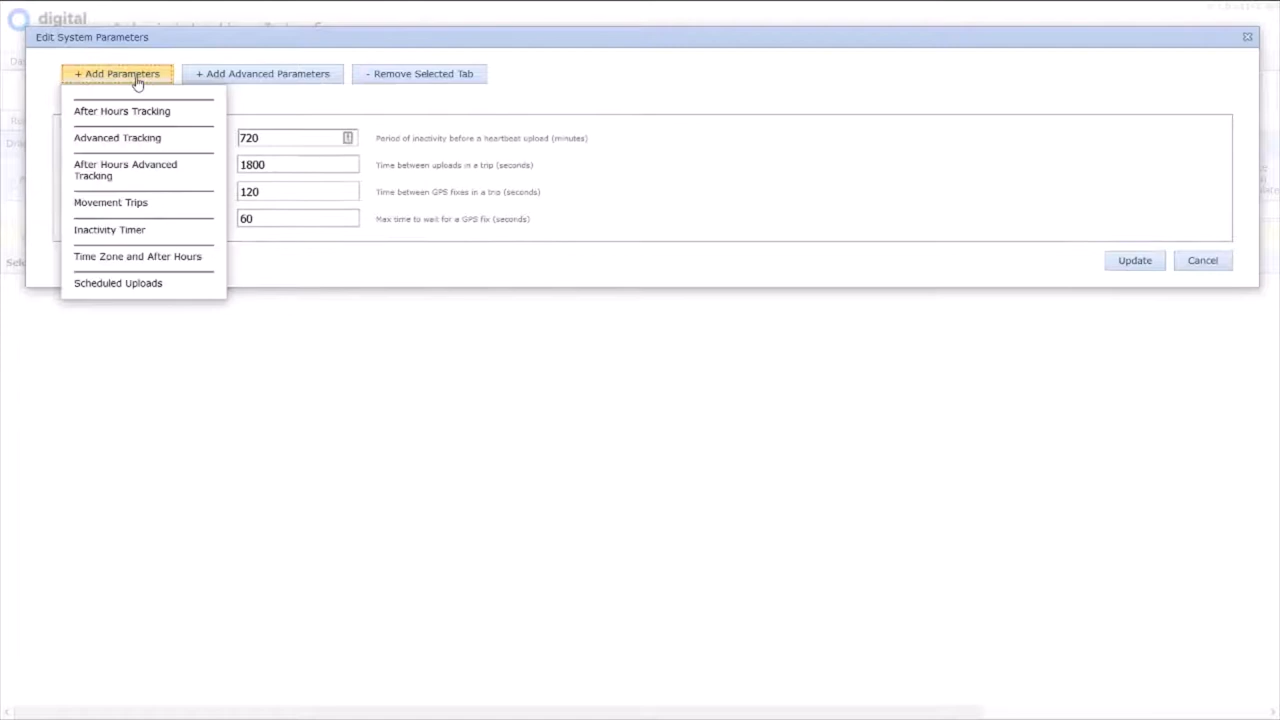 digital
Edit System Parameters
+ Add Parameters
+ Add Advanced Parameters
- Remove Selected Tab
After Hours Tracking
Advanced Tracking
After Hours Advanced
Tracking
Movement Trips
Inactivity Timer
Time Zone and After Hours
Scheduled Uploads
720
Period of inactivity before a heartbeat upload (minutes)
1800
Time between uploads in a trip (seconds)
120
Time between GPS fixes in a trip (seconds)
60
Max time to wait for a GPS fix (seconds)
Update
Cancel